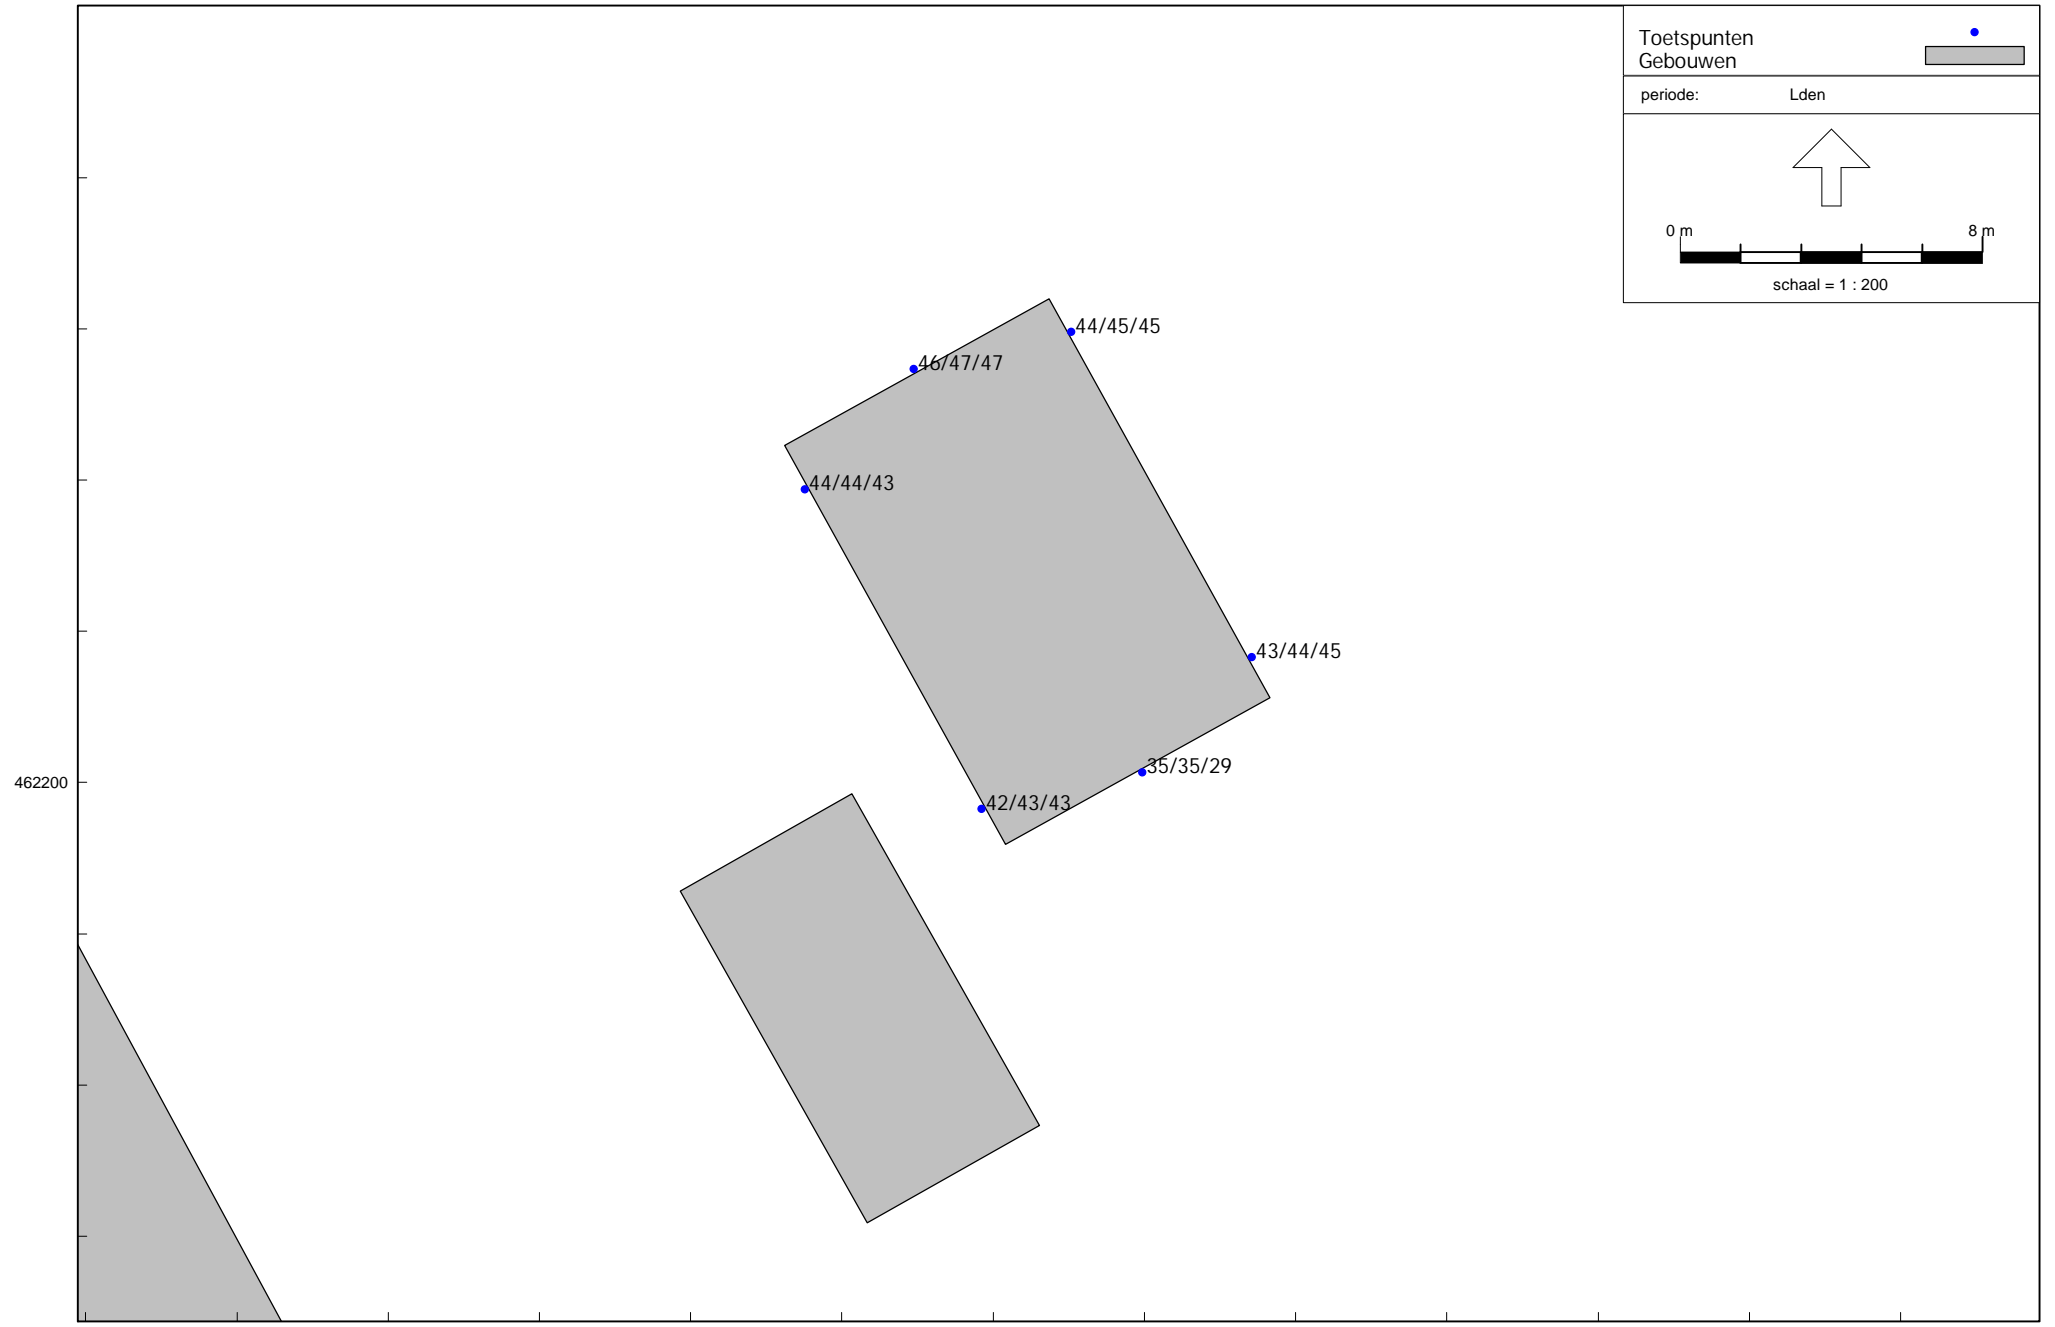 Toetspunten
Gebouwen
periode: Lden
0 m 8 m
schaal = 1 : 200
44/45/45
46/47/47
44/44/43
43/44/45
35/35/29
462200
42/43/43